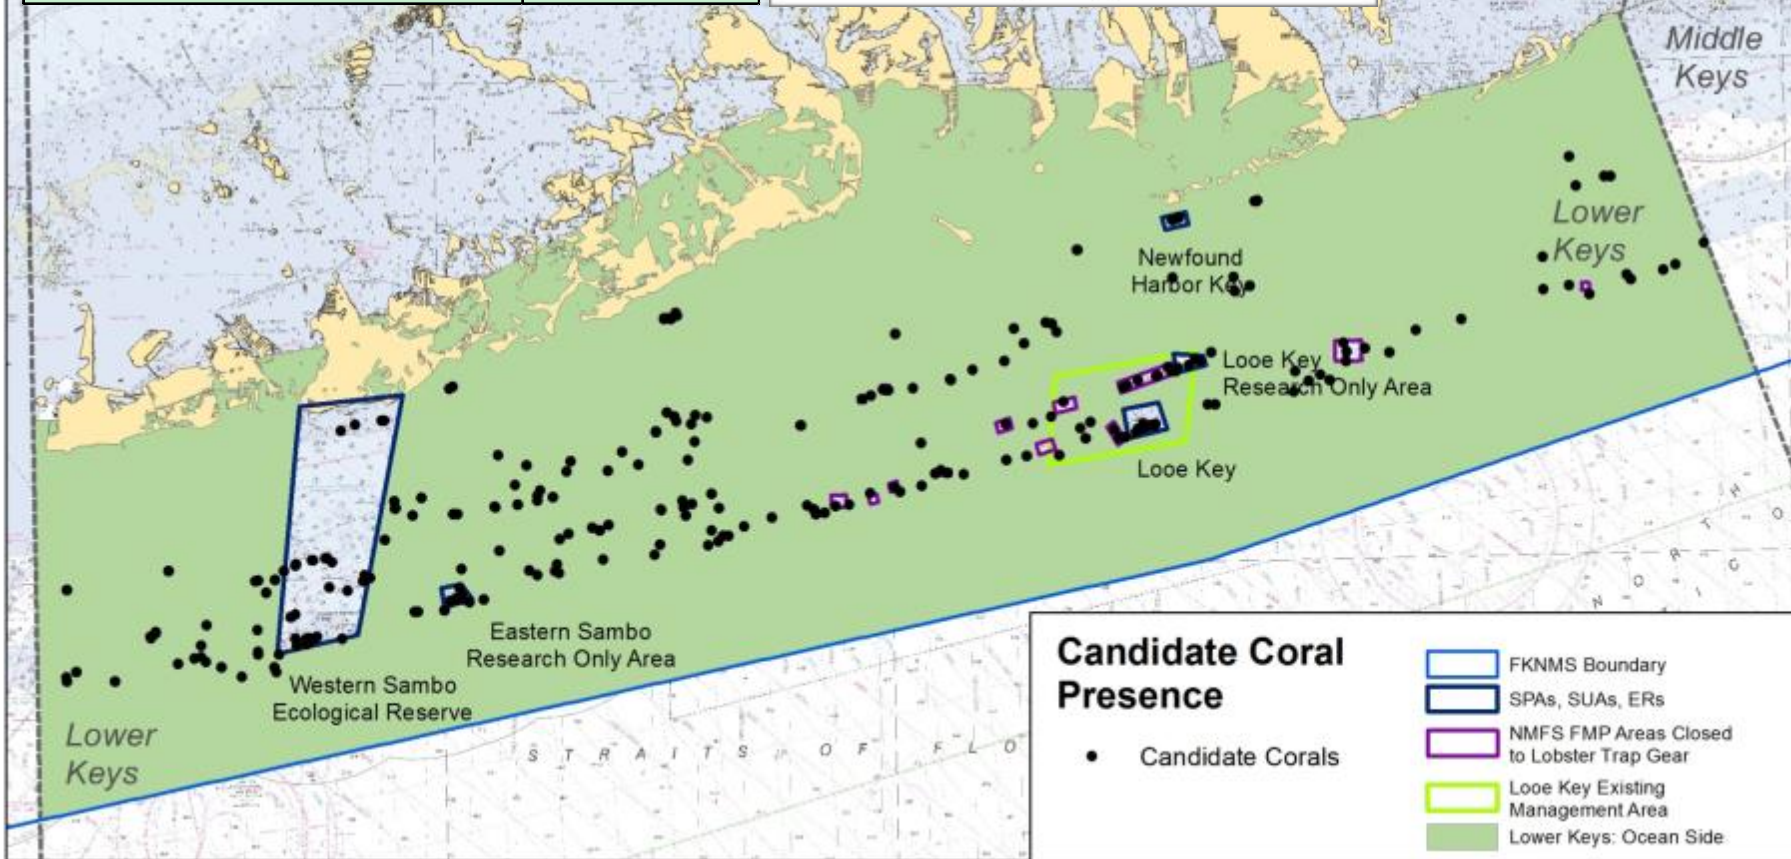 Middle
Keys
Lower
Keys
Newfound
Harbor Key
Looe Key
Research Only Area
Looe Key
Eastern Sambo
Research Only Area
Western Sambo
Ecological Reserve
Lower
Keys
STRAITS OF FLO
NORTH
Candidate Coral
Presence
Candidate Corals
FKNMS Boundary
SPAs, SUAs, ERs
NMFS FMP Areas Closed
to Lobster Trap Gear
Looe Key Existing
Management Area
Lower Keys: Ocean Side